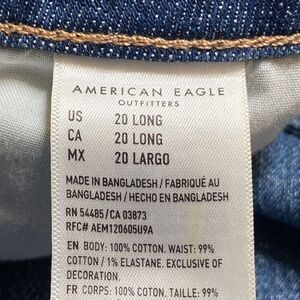 AMERICAN EAGLE
OUTFITTERS
US 20 LONG
CA 20 LONG
MX 20 LARGO
MADE IN BANGLADESH / FABRIQUÉ AU
BANGLADESH / HECHO EN BANGLADESH
RN 54485/CA 03873
RFC# AEM120605U9A
EN BODY: 100% COTTON. WAIST: 99%
COTTON / 1% ELASTANE. EXCLUSIVE OF
DECORATION.
FR CORPS: 100% COTON. TAILLE: 99%